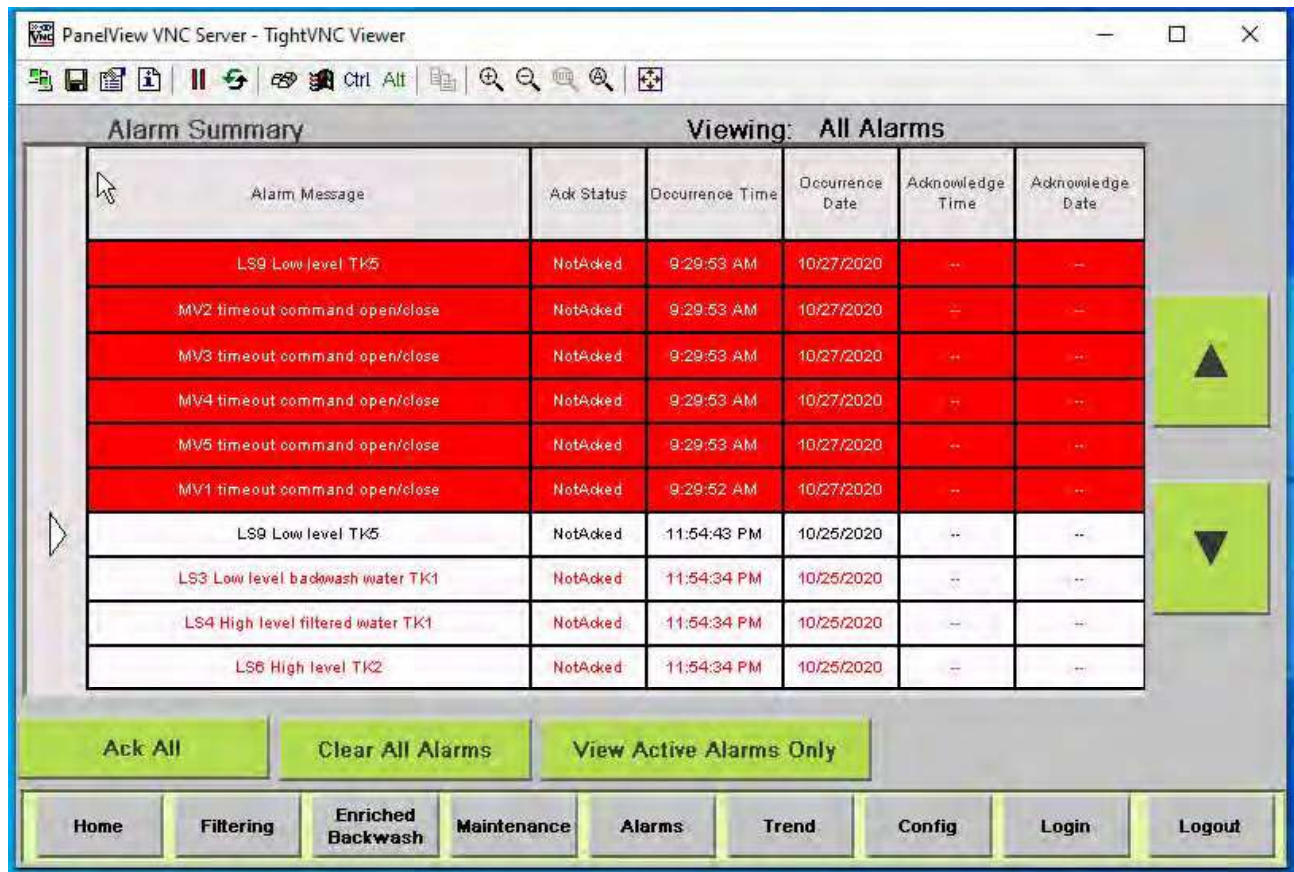 PanelView VNC Server - TightVNC Viewer
Ctrl Alt
Alarm Summary Viewing: All Alarms
Alarm Message Ack Status Occurrence Time Occurrence Date Acknowledge Time Acknowledge Date
LS9 Low level TK5 NotAcked 9:29:53 AM 10/27/2020 -- --
MV2 timeout command open/close NotAcked 9:29:53 AM 10/27/2020 -- --
MV3 timeout command open/close NotAcked 9:29:53 AM 10/27/2020 -- --
MV4 timeout command open/close NotAcked 9:29:53 AM 10/27/2020 -- --
MV5 timeout command open/close NotAcked 9:29:53 AM 10/27/2020 -- --
MV1 timeout command open/close NotAcked 9:29:52 AM 10/27/2020 -- --
LS9 Low level TK5 NotAcked 11:54:43 PM 10/25/2020 -- --
LS3 Low level backwash water TK1 NotAcked 11:54:34 PM 10/25/2020 -- --
LS4 High level filtered water TK1 NotAcked 11:54:34 PM 10/25/2020 -- --
LS6 High level TK2 NotAcked 11:54:34 PM 10/25/2020 -- --
Ack All Clear All Alarms View Active Alarms Only
Home Filtering Enriched Backwash Maintenance Alarms Trend Config Login Logout